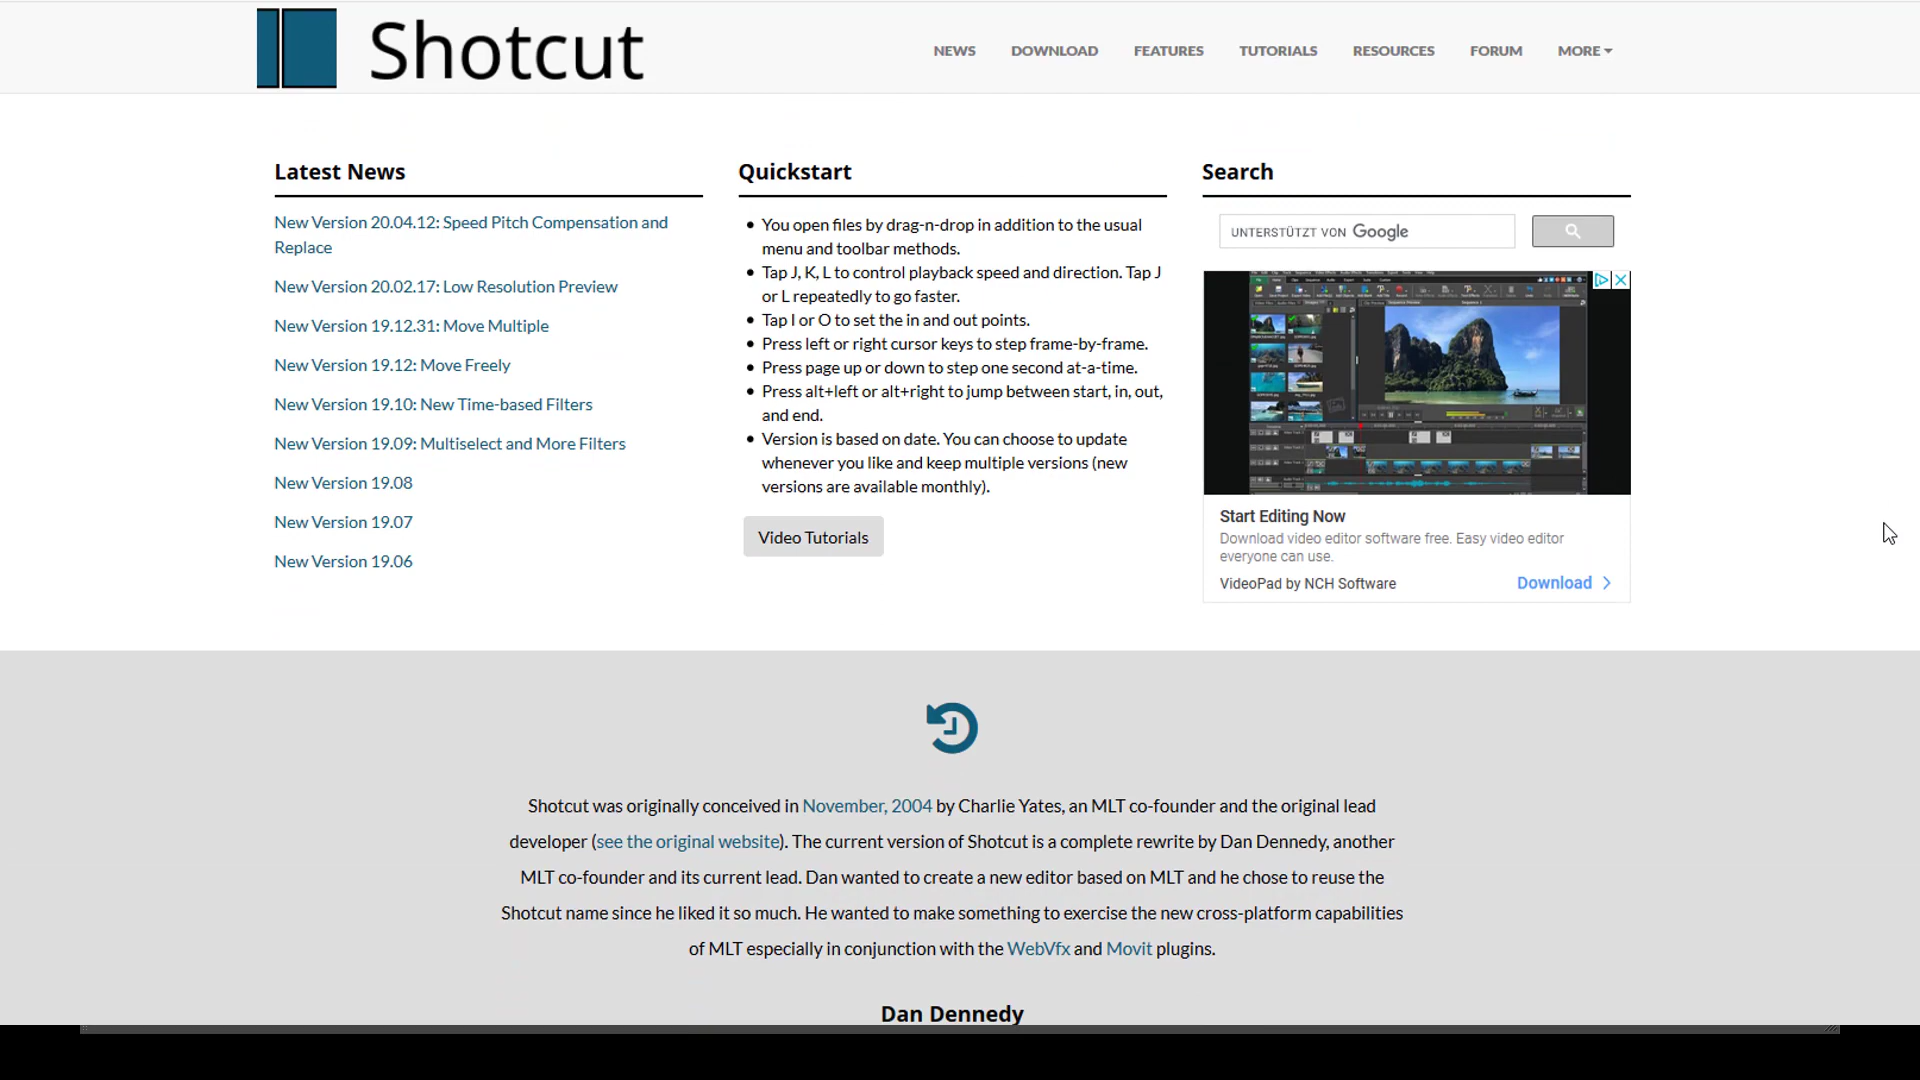 Shotcut
NEWS DOWNLOAD FEATURES TUTORIALS RESOURCES FORUM MORE
Latest News
New Version 20.04.12: Speed Pitch Compensation and
Replace
New Version 20.02.17: Low Resolution Preview
New Version 19.12.31: Move Multiple
New Version 19.12: Move Freely
New Version 19.10: New Time-based Filters
New Version 19.09: Multiselect and More Filters
New Version 19.08
New Version 19.07
New Version 19.06
Quickstart
• You open files by drag-n-drop in addition to the usual
menu and toolbar methods.
• Tap J, K, L to control playback speed and direction. Tap J
or L repeatedly to go faster.
• Tap I or O to set the in and out points.
• Press left or right cursor keys to step frame-by-frame.
• Press page up or down to step one second at-a-time.
• Press alt+left or alt+right to jump between start, in, out,
and end.
• Version is based on date. You can choose to update
whenever you like and keep multiple versions (new
versions are available monthly).
Video Tutorials
Search
UNTERSTÜTZT VON Google
Start Editing Now
Download video editor software free. Easy video editor
everyone can use.
VideoPad by NCH Software
Download
Shotcut was originally conceived in November, 2004 by Charlie Yates, an MLT co-founder and the original lead
developer (see the original website). The current version of Shotcut is a complete rewrite by Dan Dennedy, another
MLT co-founder and its current lead. Dan wanted to create a new editor based on MLT and he chose to reuse the
Shotcut name since he liked it so much. He wanted to make something to exercise the new cross-platform capabilities
of MLT especially in conjunction with the WebVfx and Movit plugins.
Dan Dennedy